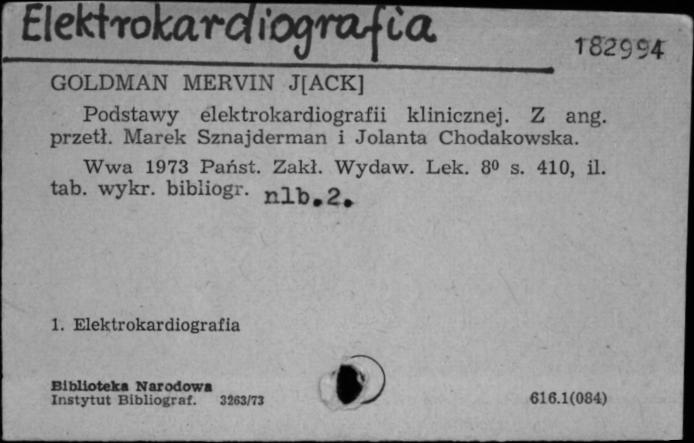 Elektrokardiografia
182994
GOLDMAN MERVIN J[ACK]
Podstawy elektrokardiografii klinicznej. Z ang.
przetł. Marek Sznajderman i Jolanta Chodakowska.
Wwa 1973 Państ. Zakł. Wydaw. Lek. 8⁰ s. 410, il.
tab. wykr. bibliogr. nlb.2.
1. Elektrokardiografia
Biblioteka Narodowa
Instytut Bibliograf. 3263/73
616.1(084)